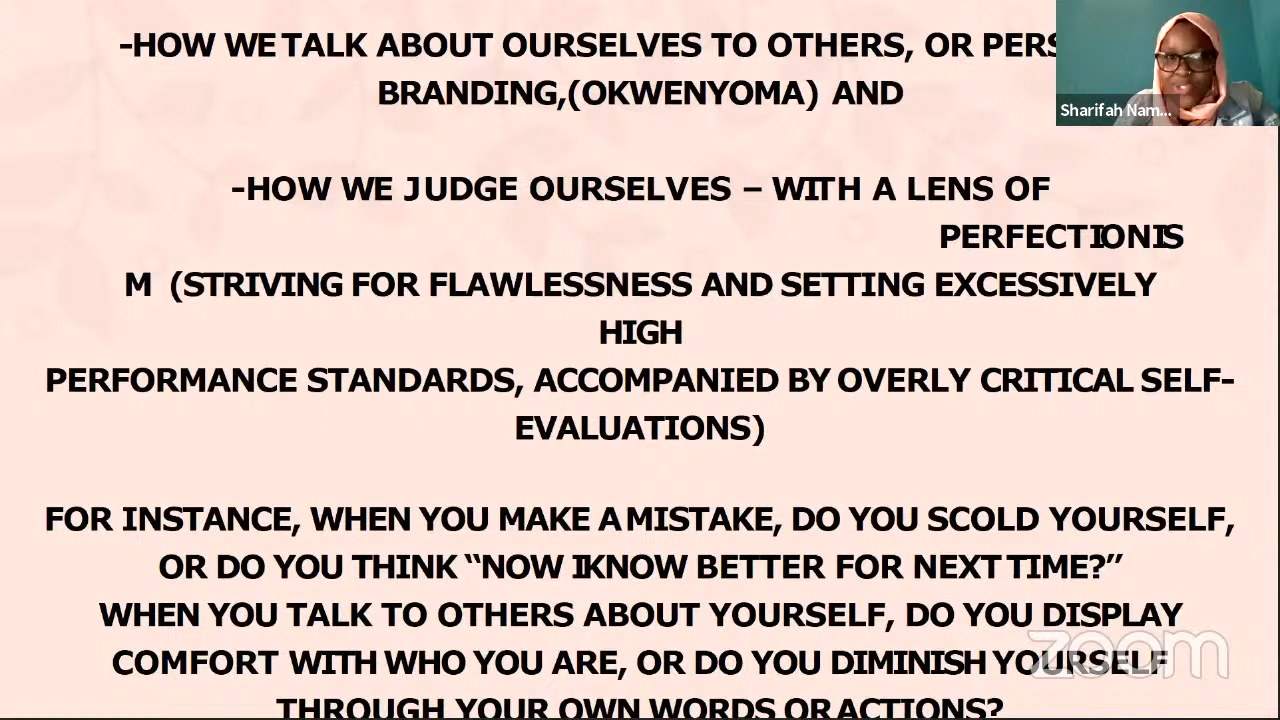 -HOW WE TALK ABOUT OURSELVES TO OTHERS, OR
BRANDING,(OKWENYOMA) AND
Sharifah Nam...
-HOW WE JUDGE OURSELVES – WITH A LENS OF
PERFECTIONIS
M (STRIVING FOR FLAWLESSNESS AND SETTING EXCESSIVELY
HIGH
PERFORMANCE STANDARDS, ACCOMPANIED BY OVERLY CRITICAL SELF-
EVALUATIONS)
FOR INSTANCE, WHEN YOU MAKE A MISTAKE, DO YOU SCOLD YOURSELF,
OR DO YOU THINK “NOW I KNOW BETTER FOR NEXT TIME?”
WHEN YOU TALK TO OTHERS ABOUT YOURSELF, DO YOU DISPLAY
COMFORT WITH WHO YOU ARE, OR DO YOU DIMINISH YOURSELF
zoom
THROUGH YOUR OWN WORDS OR ACTIONS?